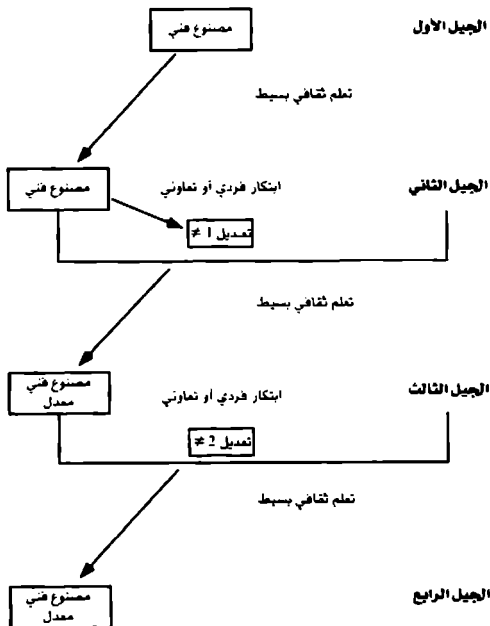 الجيل الأول
مصنوع فني
تعلم ثقافي بسيط
الجيل الثاني
ابتكار فردي أو تعاوني
مصنوع فني
تعديل 1 ≠
تعلم ثقافي بسيط
الجيل الثالث
ابتكار فردي أو تعاوني
مصنوع فني
معدل
تعديل 2 ≠
تعلم ثقافي بسيط
الجيل الرابع
مصنوع فني
معدل